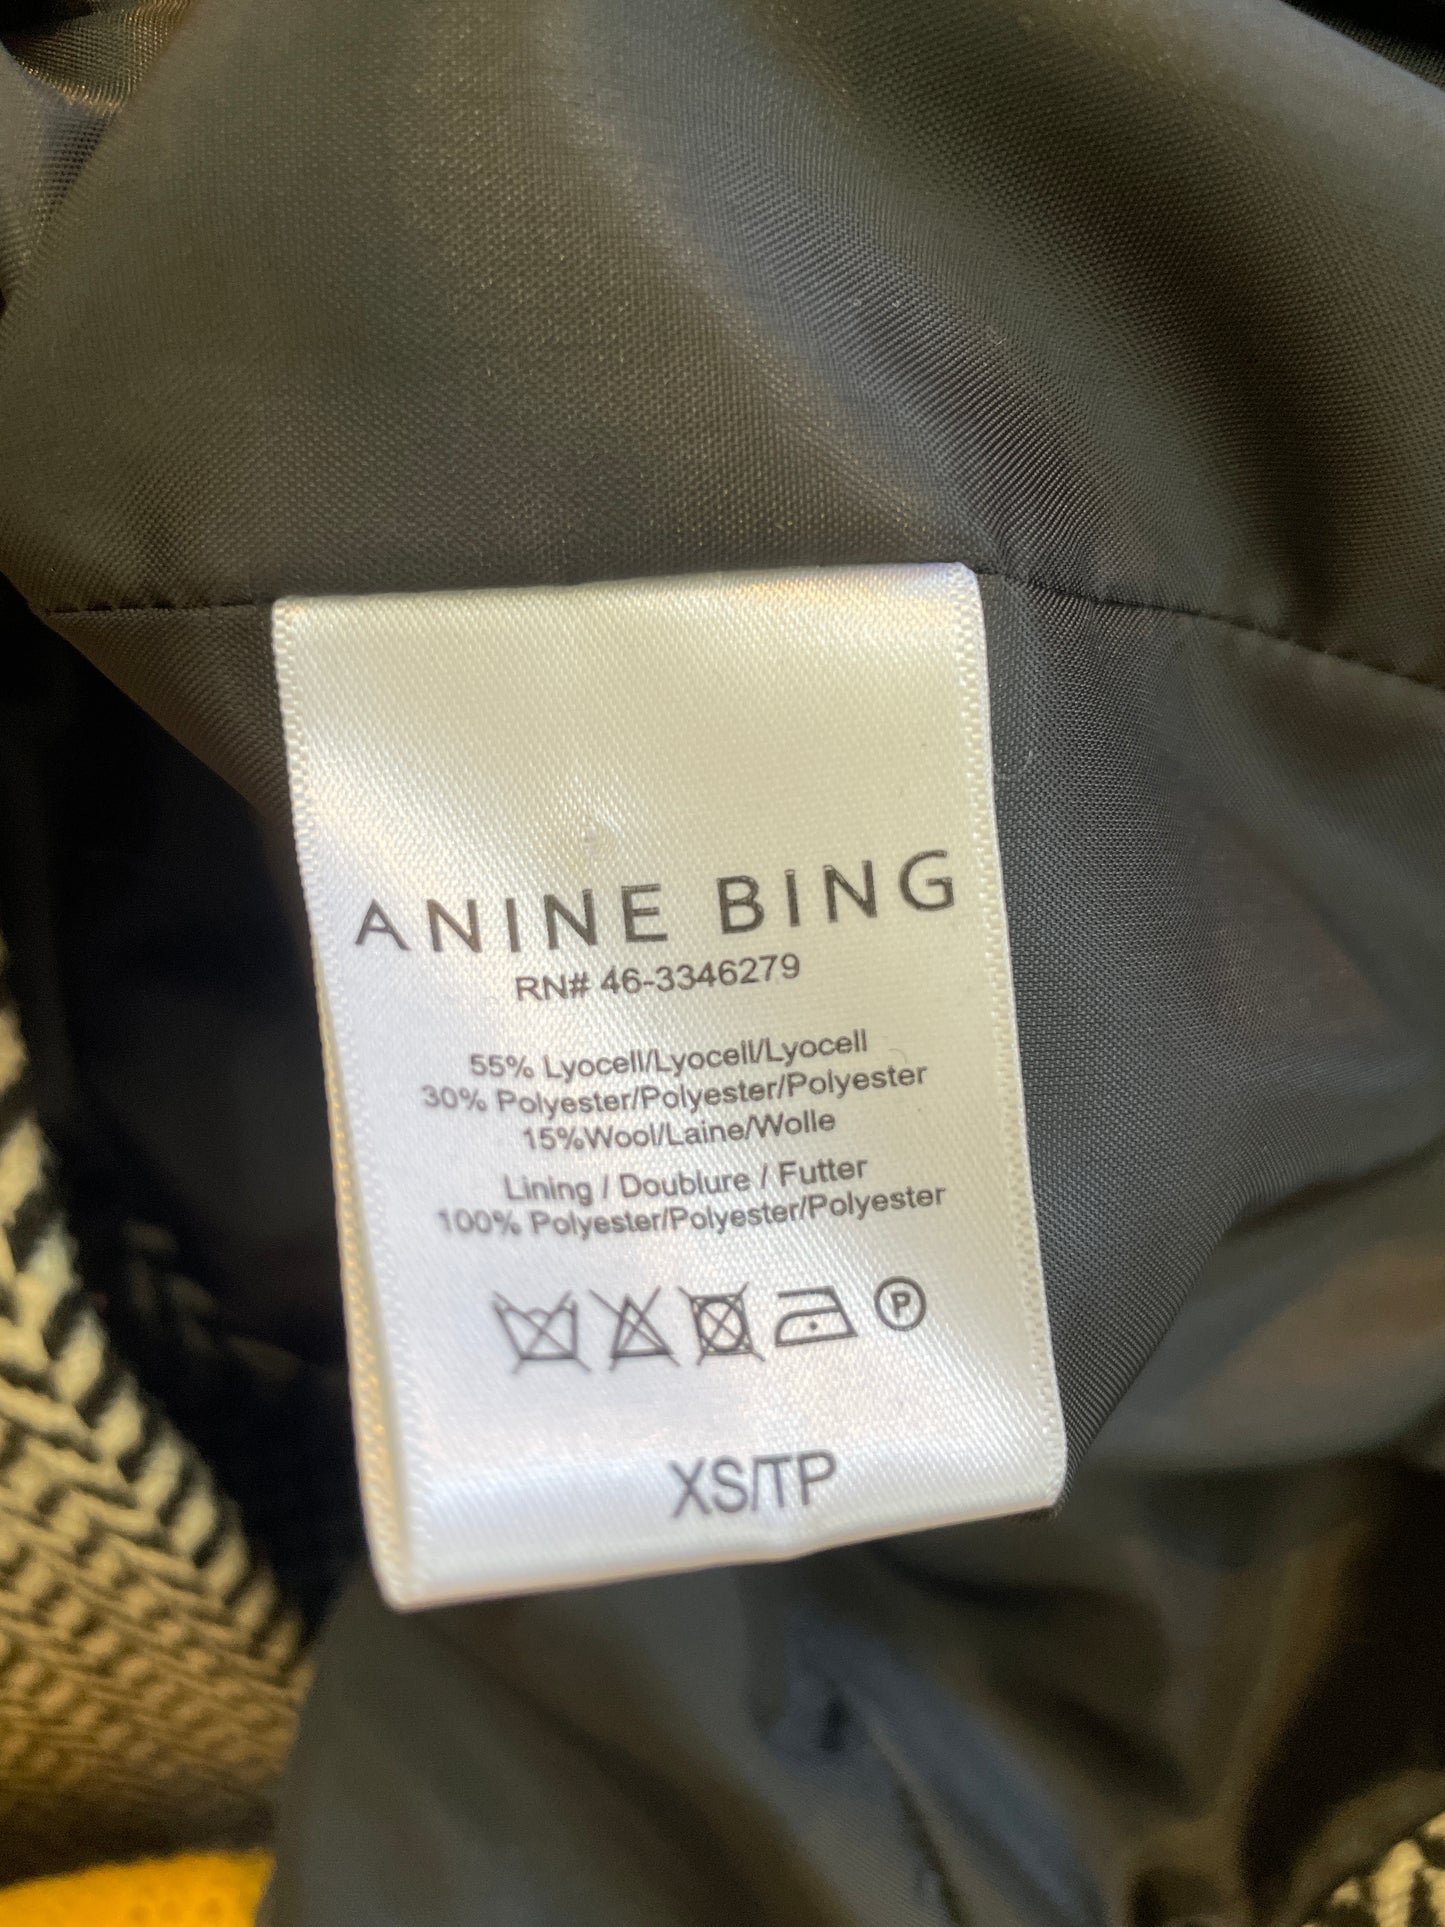 ANINE BING
RN# 46-3346279
55% Lyocell/Lyocell/Lyocell
30% Polyester/Polyester/Polyester
15%Wool/Laine/Wolle
Lining / Doublure / Futter
100% Polyester/Polyester/Polyester
P
XS/TP